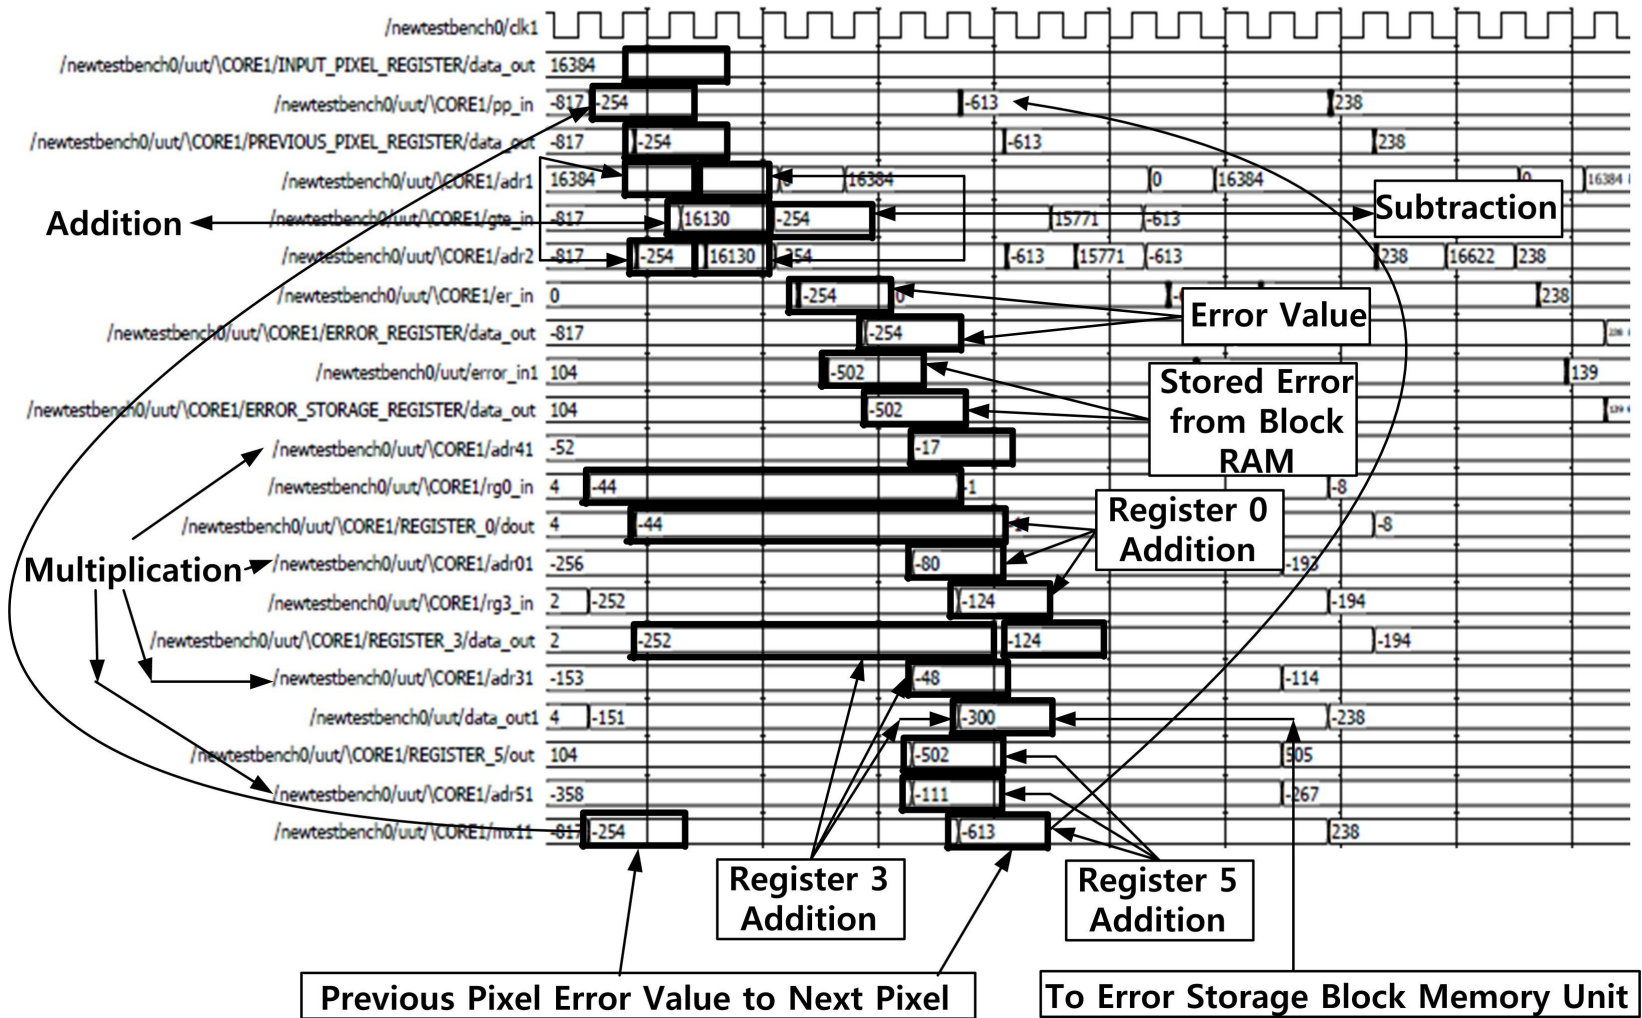 /newtestbench0/clk1
/newtestbench0/uut/\CORE1/INPUT_PIXEL_REGISTER/data_out 16384
/newtestbench0/uut/\CORE1/pp_in -817 -254 -613 238
/newtestbench0/uut/\CORE1/PREVIOUS_PIXEL_REGISTER/data_out -817 -254 -613 238
/newtestbench0/uut/\CORE1/adr1 16384 0 16384 0 16384 0 16384
Addition /newtestbench0/uut/\CORE1/gte_in -817 16130 -254 15771 -613 Subtraction
/newtestbench0/uut/\CORE1/adr2 -817 -254 16130 -254 -613 15771 -613 238 16622 238
/newtestbench0/uut/\CORE1/er_in 0 -254 0 238
Error Value
/newtestbench0/uut/\CORE1/ERROR_REGISTER/data_out -817 -254
/newtestbench0/uut/error_in1 104 -502 139
Stored Error
from Block
RAM
/newtestbench0/uut/\CORE1/ERROR_STORAGE_REGISTER/data_out 104 -502
/newtestbench0/uut/\CORE1/adr41 -52 -17
/newtestbench0/uut/\CORE1/rg0_in 4 -44 -1 -8
Register 0
Addition
/newtestbench0/uut/\CORE1/REGISTER_0/dout 4 -44 -8
Multiplication /newtestbench0/uut/\CORE1/adr01 -256 -80 -193
/newtestbench0/uut/\CORE1/rg3_in 2 -252 -124 -194
/newtestbench0/uut/\CORE1/REGISTER_3/data_out 2 -252 -124 -194
/newtestbench0/uut/\CORE1/adr31 -153 -48 -114
/newtestbench0/uut/data_out1 4 -151 -300 -238
/newtestbench0/uut/\CORE1/REGISTER_5/out 104 -502 505
/newtestbench0/uut/\CORE1/adr51 -358 -111 -267
/newtestbench0/uut/\CORE1/mx11 -817 -254 -613 238
Register 3
Addition
Register 5
Addition
Previous Pixel Error Value to Next Pixel
To Error Storage Block Memory Unit